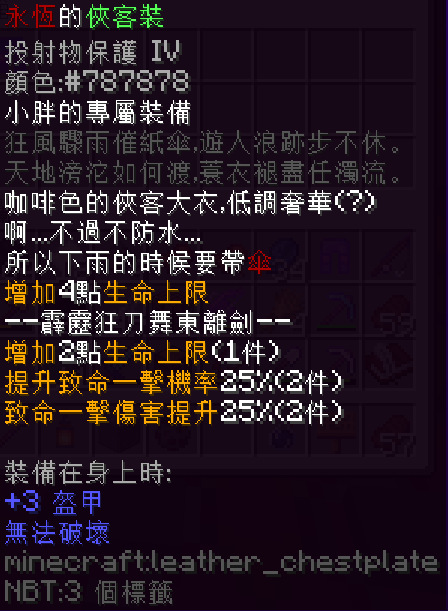 永恆的俠客裝
投射物保護 IV
顏色:#787878
小胖的專屬裝備
狂風驟雨催紙傘,遊人浪跡步不休。
天地滂沱如何渡,蓑衣褪盡任濁流。
咖啡色的俠客大衣,低調奢華(?)
啊...不過不防水...
所以下雨的時候要帶傘
增加4點生命上限
--霹靂狂刀舞東離劍--
增加2點生命上限(1件)
提升致命一擊機率25%(2件)
致命一擊傷害提升25%(2件)
裝備在身上時:
+3 盔甲
無法破壞
minecraft:leather_chestplate
NBT:3 個標籤